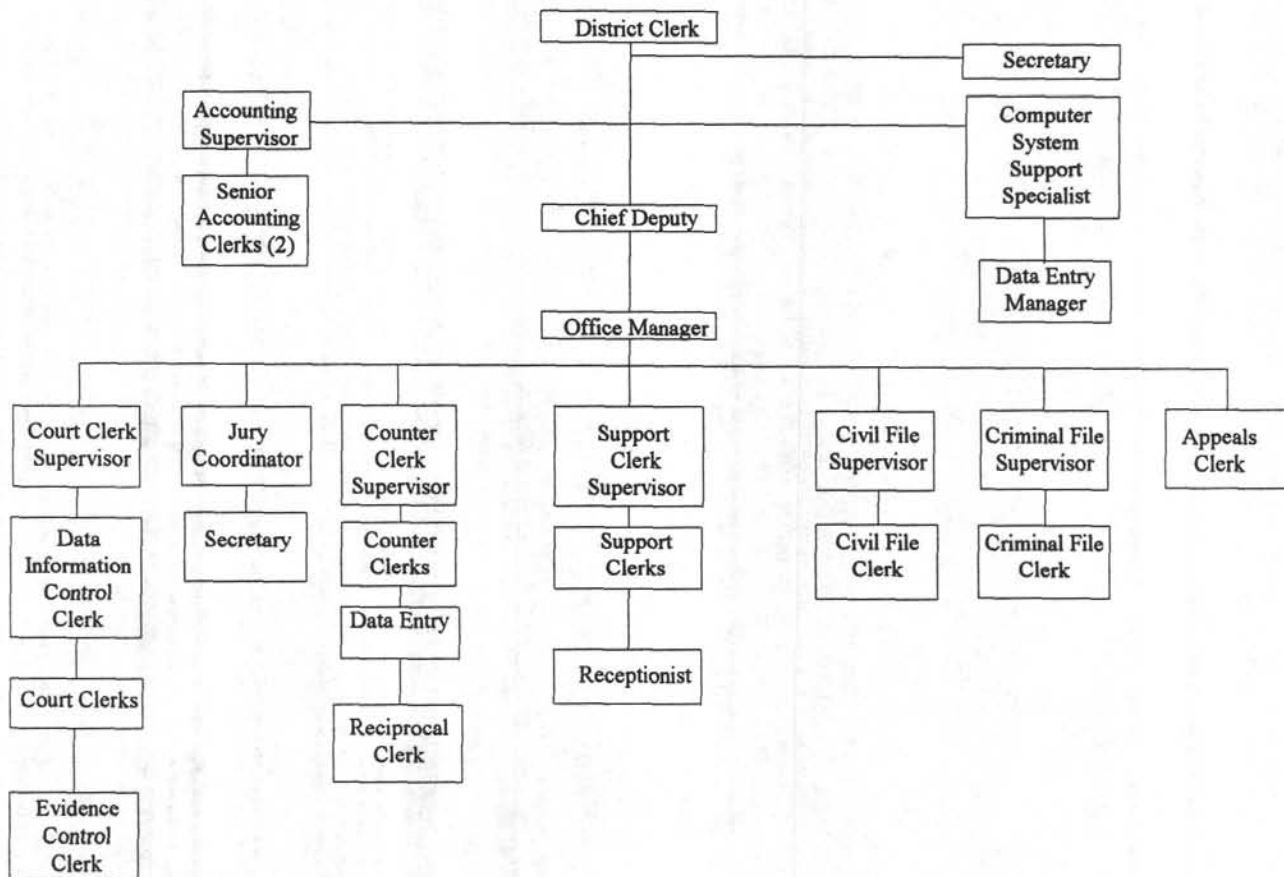 District Clerk
Secretary
Accounting
Supervisor
Computer
System
Support
Specialist
Senior
Accounting
Clerks (2)
Chief Deputy
Data Entry
Manager
Office Manager
Court Clerk
Supervisor
Jury
Coordinator
Counter
Clerk
Supervisor
Support
Clerk
Supervisor
Civil File
Supervisor
Criminal File
Supervisor
Appeals
Clerk
Data
Information
Control
Clerk
Secretary
Counter
Clerks
Support
Clerks
Civil File
Clerk
Criminal File
Clerk
Data Entry
Receptionist
Court Clerks
Reciprocal
Clerk
Evidence
Control
Clerk